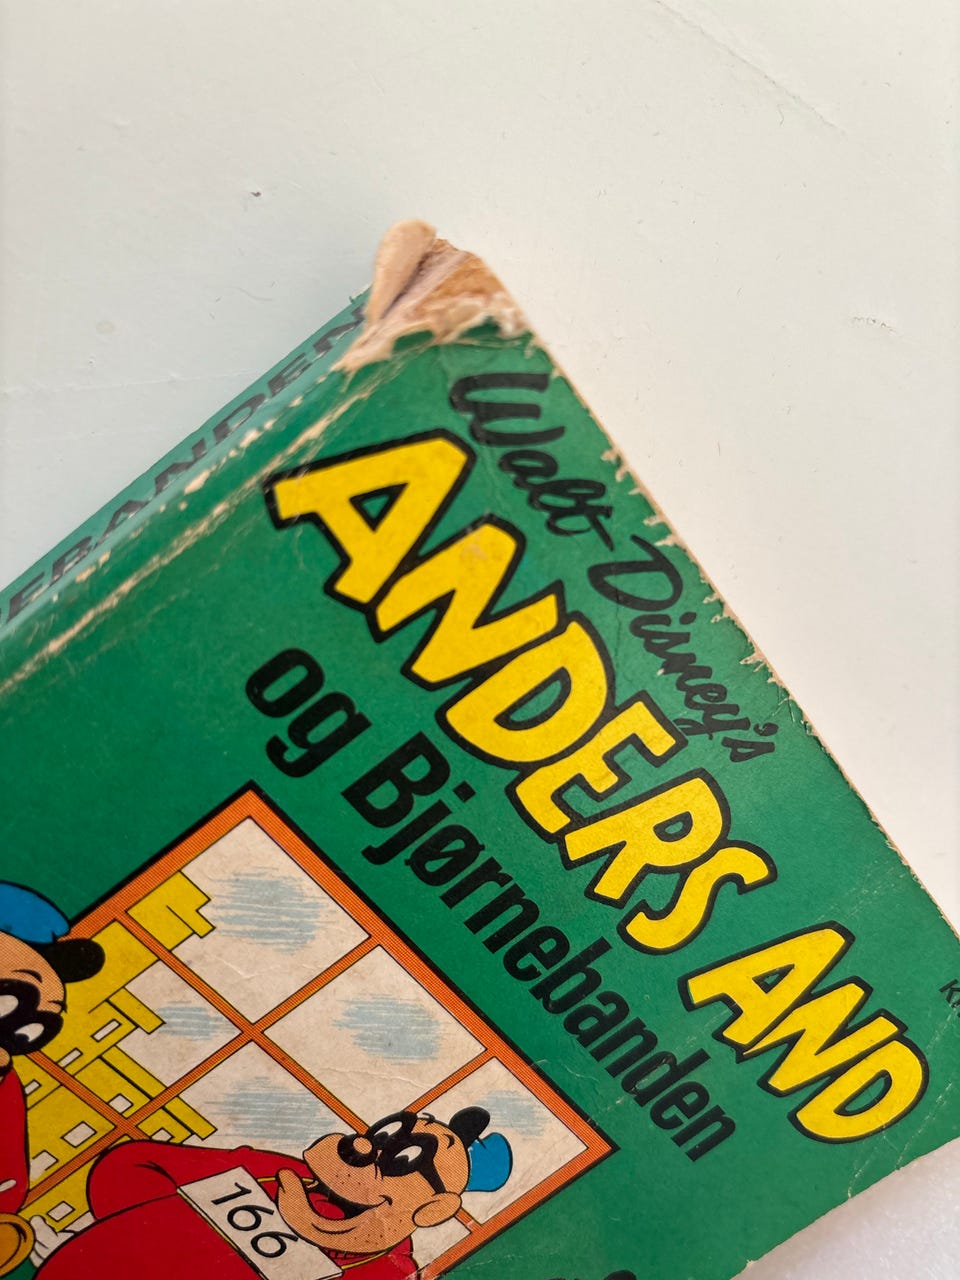 Walt Disney's
ANDERS AND
og Bjørnebanden
166